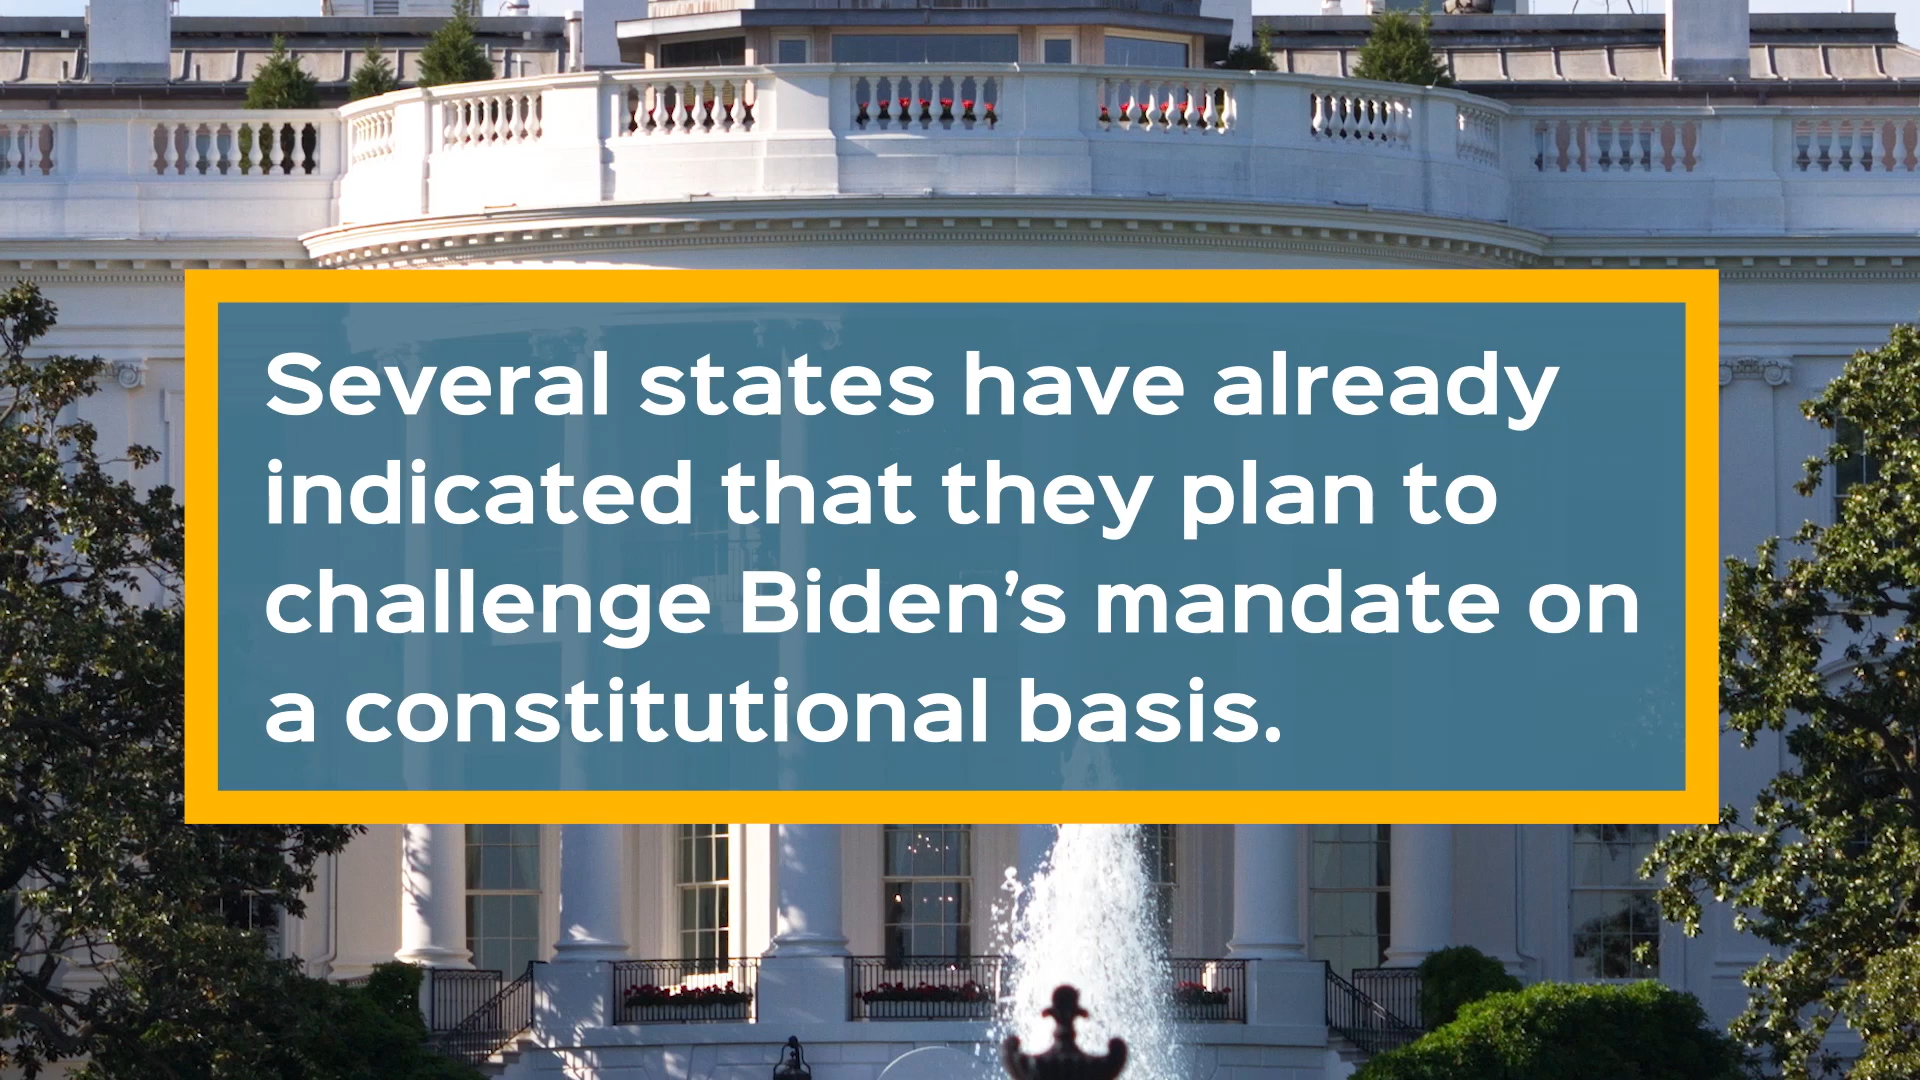 Several states have already
indicated that they plan to
challenge Biden’s mandate on
a constitutional basis.